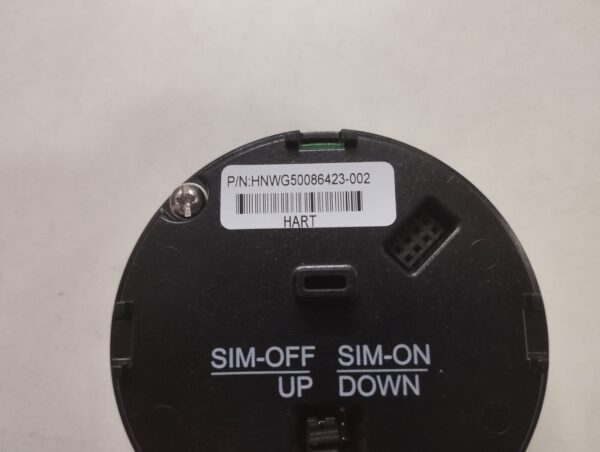 P/N:HNWG50086423-002
HART
SIM-OFF SIM-ON
UP DOWN